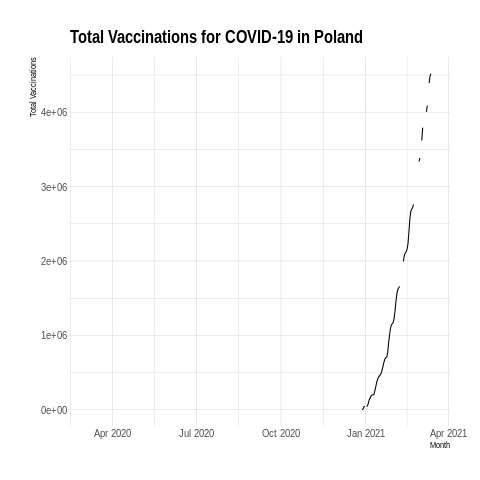 Total Vaccinations for COVID-19 in Poland
Total Vaccinations
4e+06
3e+06
2e+06
1e+06
0e+00
Apr 2020 Jul 2020 Oct 2020 Jan 2021 Apr 2021
Month